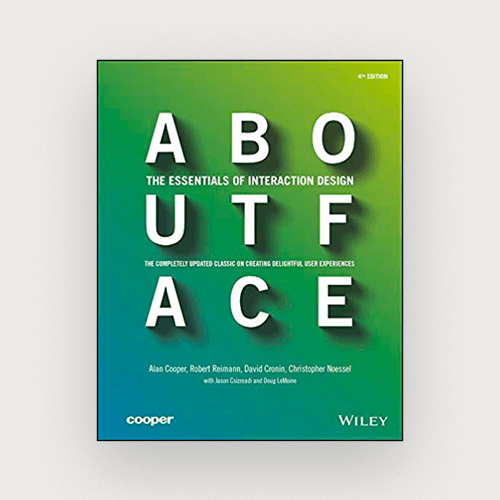 4TH EDITION
A B O
THE ESSENTIALS OF INTERACTION DESIGN
U T F
THE COMPLETELY UPDATED CLASSIC ON CREATING DELIGHTFUL USER EXPERIENCES
A C E
Alan Cooper, Robert Reimann, David Cronin, Christopher Noessel
with Jason Csizmadi and Doug LeMoine
cooper
WILEY